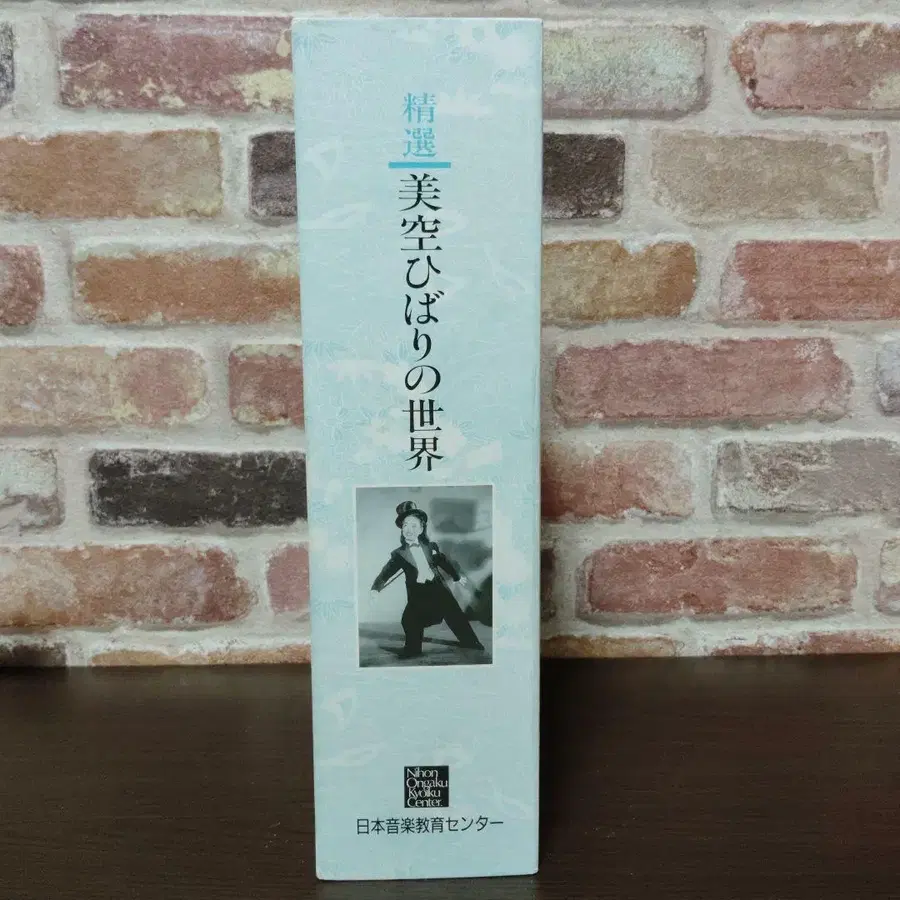 精選
美空ひばりの世界
Nihon
Ongaku
Kyoiku
Center.
日本音楽教育センター